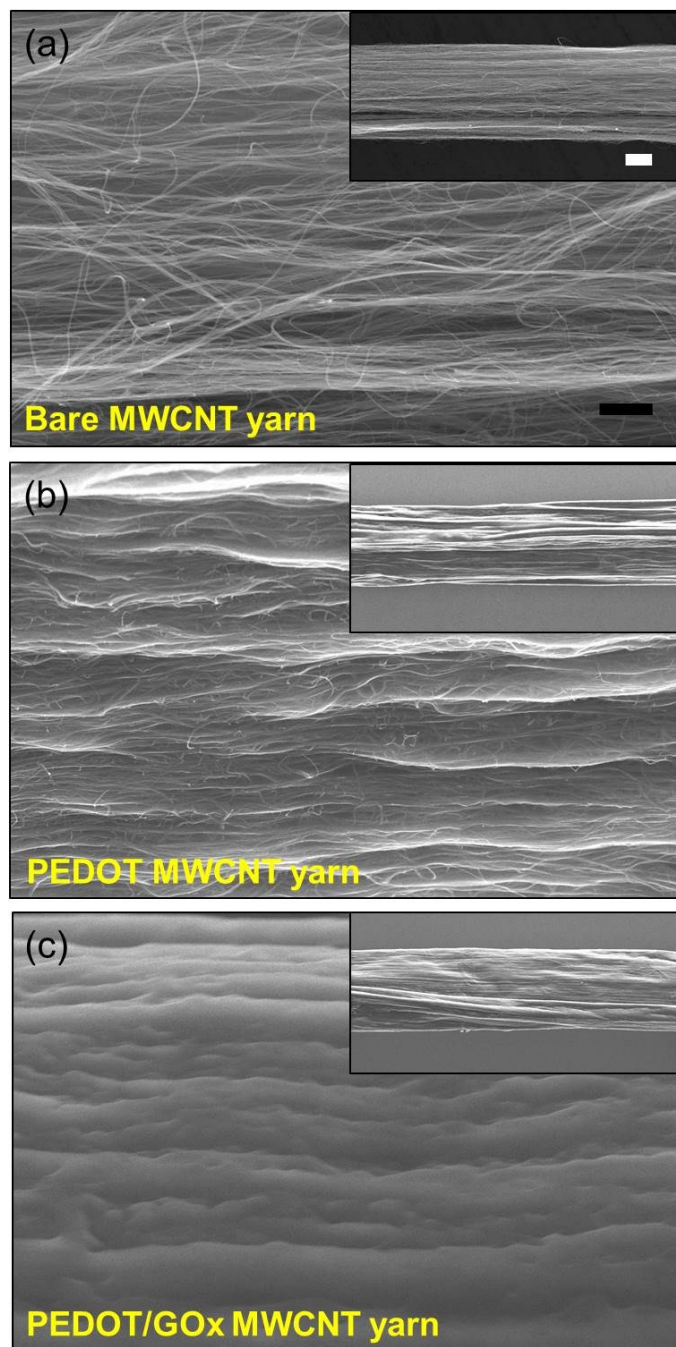 (a)
Bare MWCNT yarn
(b)
PEDOT MWCNT yarn
(c)
PEDOT/GOx MWCNT yarn